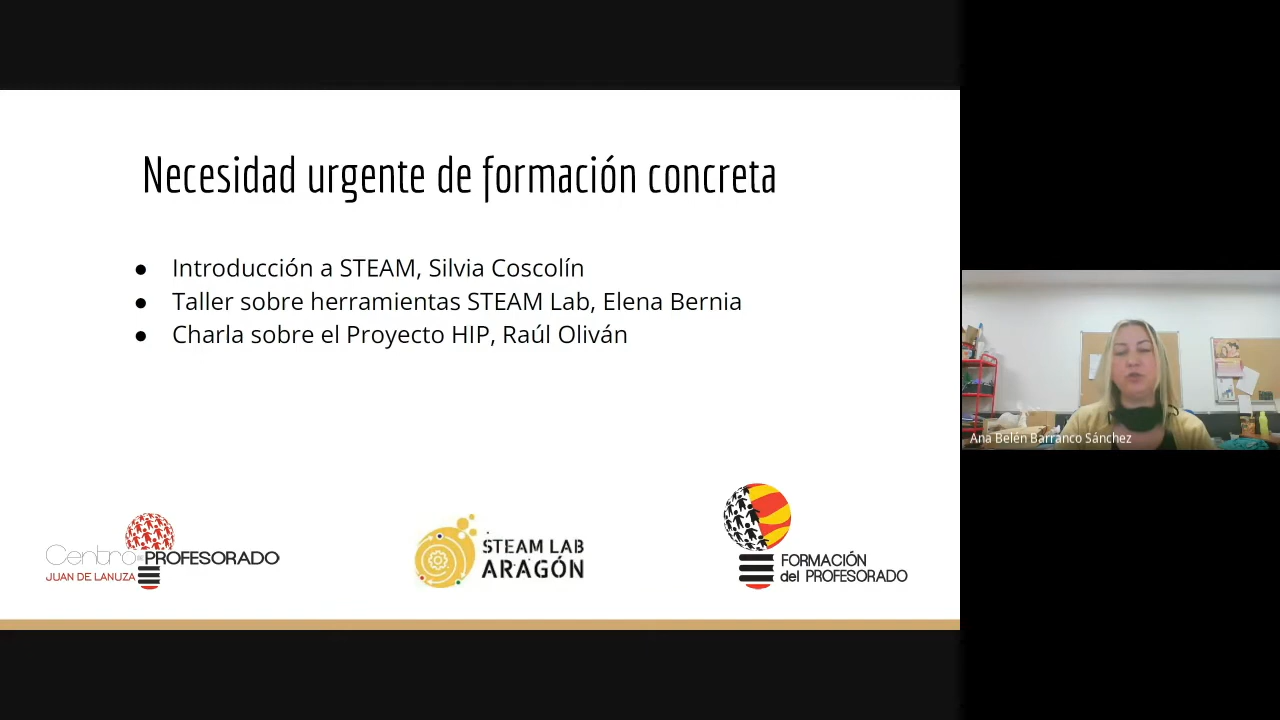 Necesidad urgente de formación concreta
● Introducción a STEAM, Silvia Coscolín
● Taller sobre herramientas STEAM Lab, Elena Bernia
● Charla sobre el Proyecto HIP, Raúl Oliván
Ana Belén Barranco Sánchez
Centro de PROFESORADO
JUAN DE LANUZA
STEAM LAB
ARAGÓN
FORMACIÓN
del PROFESORADO